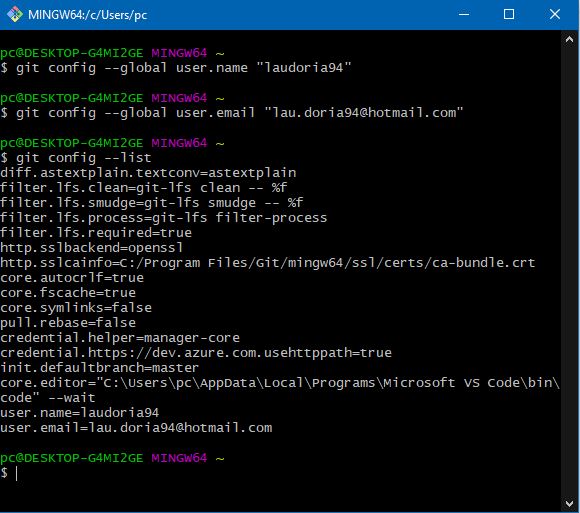 MINGW64:/c/Users/pc
pc@DESKTOP-G4MI2GE MINGW64 ~
$ git config --global user.name "laudoria94"
pc@DESKTOP-G4MI2GE MINGW64 ~
$ git config --global user.email "lau.doria94@hotmail.com"
pc@DESKTOP-G4MI2GE MINGW64 ~
$ git config --list
diff.astextplain.textconv=astextplain
filter.lfs.clean=git-lfs clean -- %f
filter.lfs.smudge=git-lfs smudge -- %f
filter.lfs.process=git-lfs filter-process
filter.lfs.required=true
http.sslbackend=openssl
http.sslcainfo=C:/Program Files/Git/mingw64/ssl/certs/ca-bundle.crt
core.autocrlf=true
core.fscache=true
core.symlinks=false
pull.rebase=false
credential.helper=manager-core
credential.https://dev.azure.com.usehttppath=true
init.defaultbranch=master
core.editor="C:\Users\pc\AppData\Local\Programs\Microsoft VS Code\bin\
code" --wait
user.name=laudoria94
user.email=lau.doria94@hotmail.com
pc@DESKTOP-G4MI2GE MINGW64 ~
$